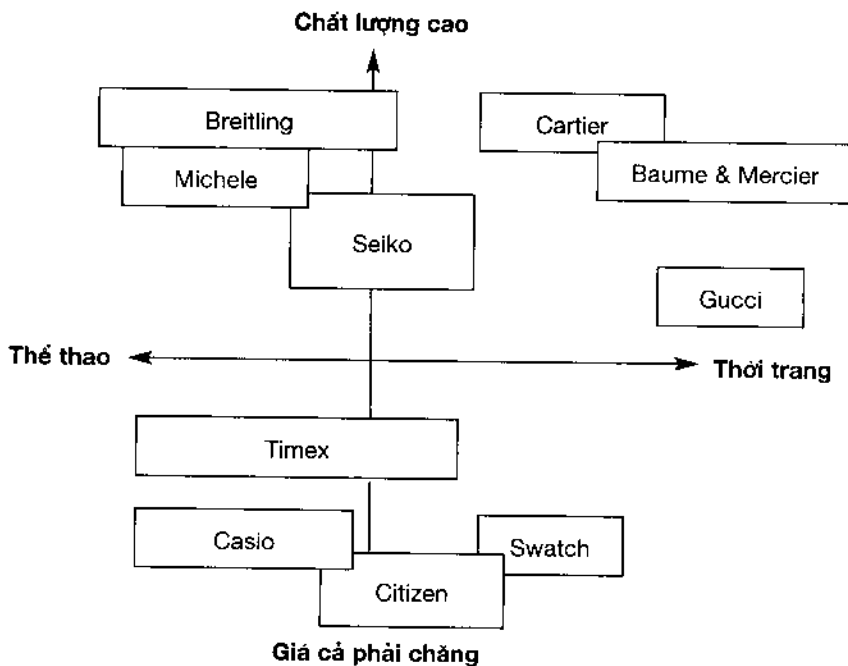 Chất lượng cao
Breitling
Cartier
Michele
Baume & Mercier
Seiko
Gucci
Thể thao
Thời trang
Timex
Casio
Swatch
Citizen
Giá cả phải chăng